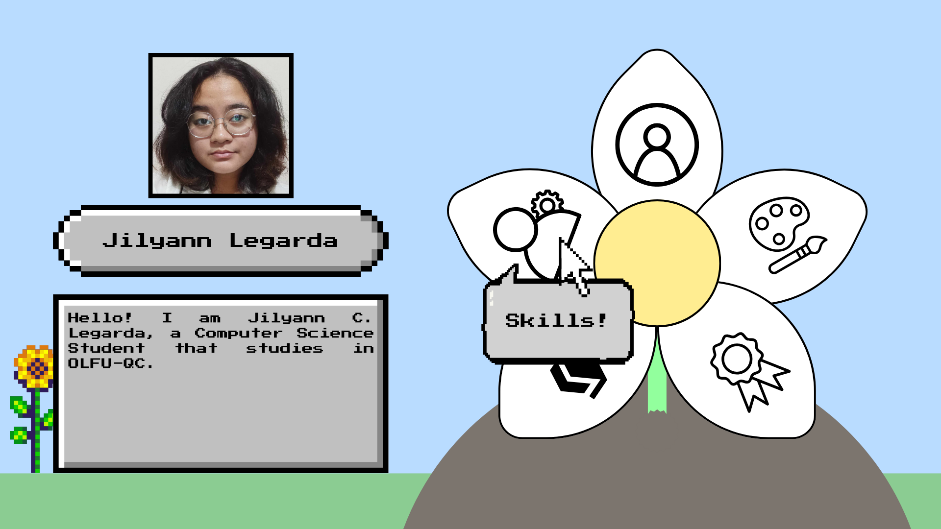 Jilyann Legarda
Hello! I am Jilyann C.
Legarda, a Computer Science
Student that studies in
OLFU-QC.
Skills!